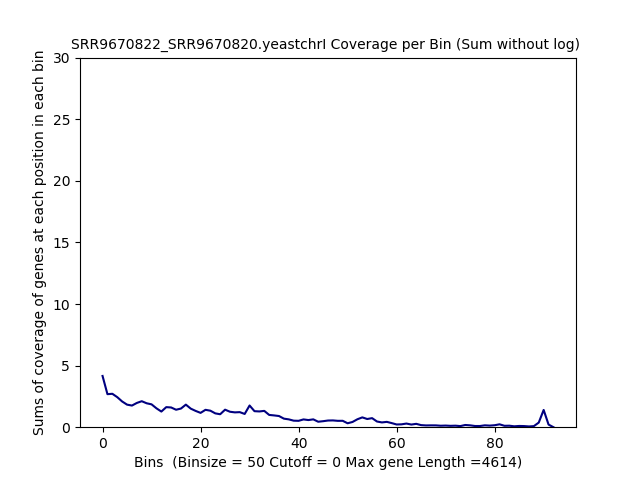 SRR9670822_SRR9670820.yeastchrI Coverage per Bin (Sum without log)
Sums of coverage of genes at each position in each bin
30
25
20
15
10
5
0
0 20 40 60 80
Bins (Binsize = 50 Cutoff = 0 Max gene Length =4614)